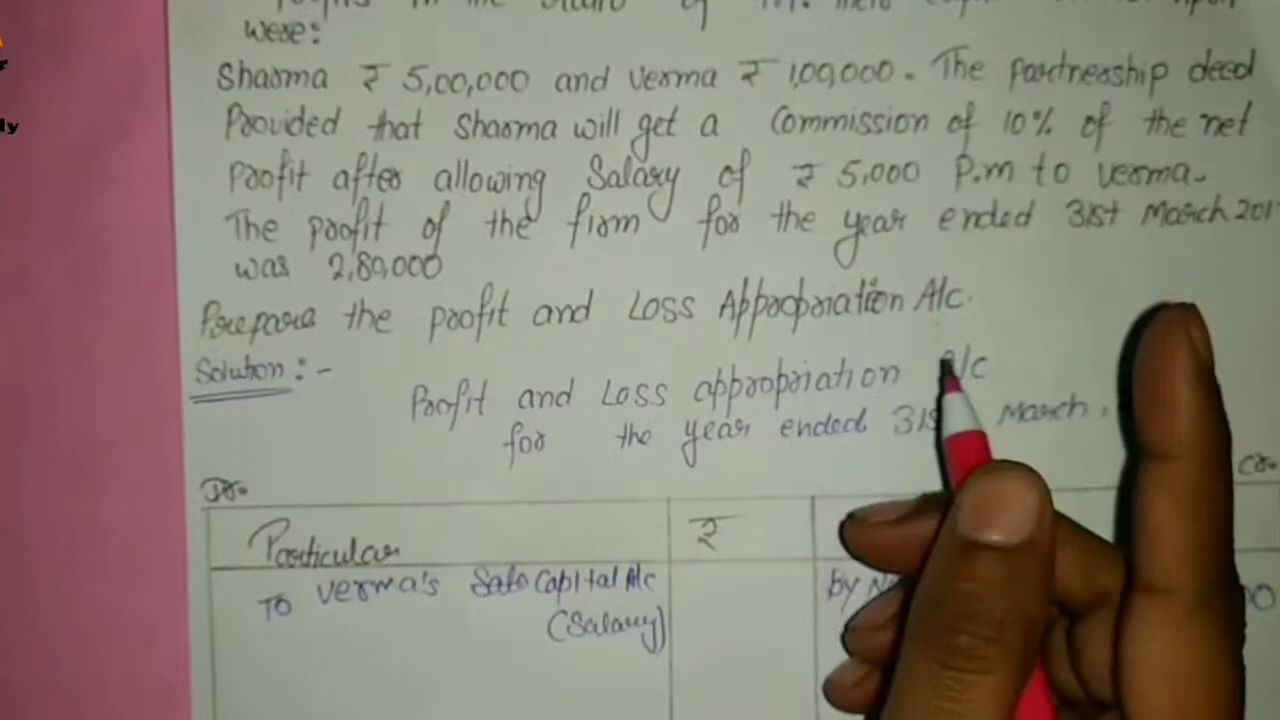 were:
Sharma ₹ 5,00,000 and Verma ₹ 1,00,000. The partnership deed
Provided that Sharma will get a Commission of 10% of the net
Profit after allowing Salary of ₹ 5,000 P.m to verma.
The profit of the firm for the year ended 31st March 201
was 2,80,000
Prepare the profit and Loss Appropriation A/c.
Solution:-
Profit and Loss appropriation A/c
for the year ended 31s March,
Dr.
Cr.
Particular ₹
To Verma's Capital A/c
(Salary)
by